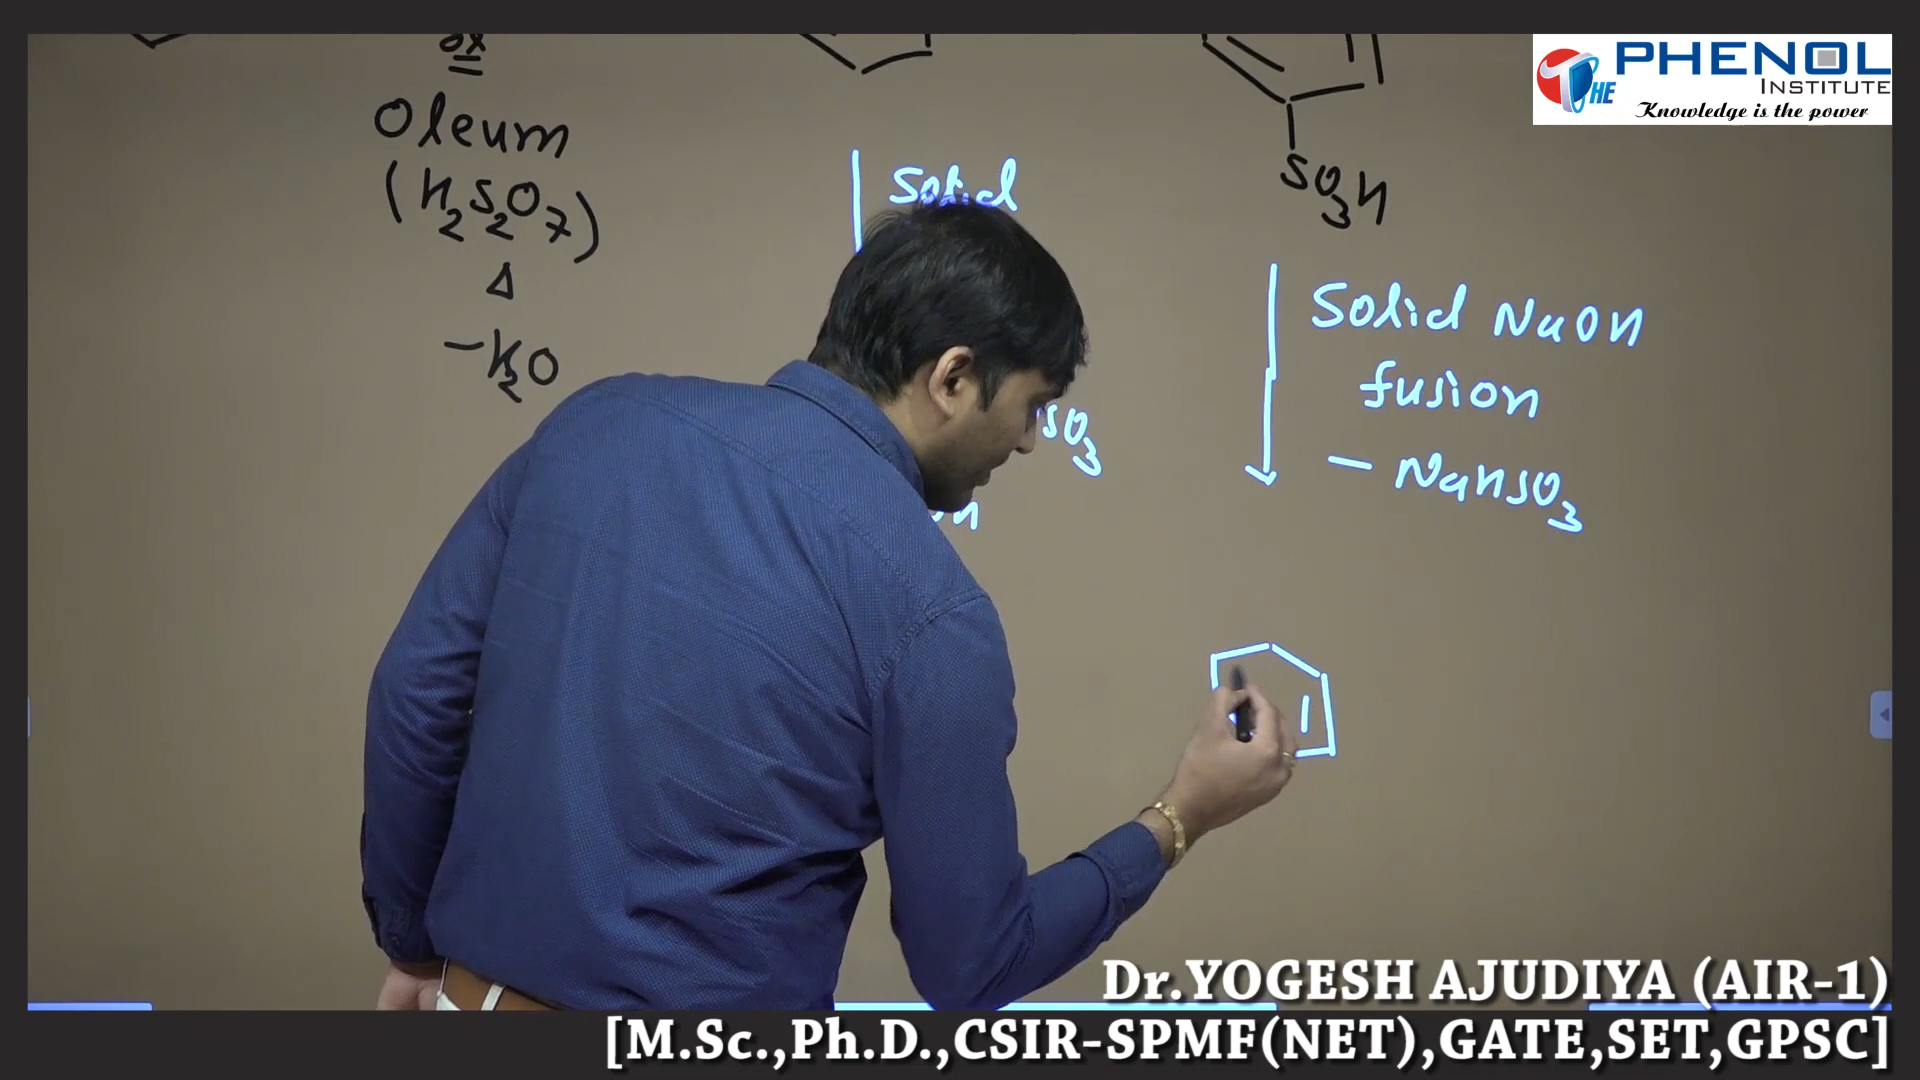 THE PHENOL
INSTITUTE
Knowledge is the power
Oleum
(H2S2O7)
Δ
-H2O
Solid
SO3
SO3H
Solid NaOH
fusion
- NaHSO3
Dr.YOGESH AJUDIYA (AIR-1)
[M.Sc.,Ph.D.,CSIR-SPMF(NET),GATE,SET,GPSC]